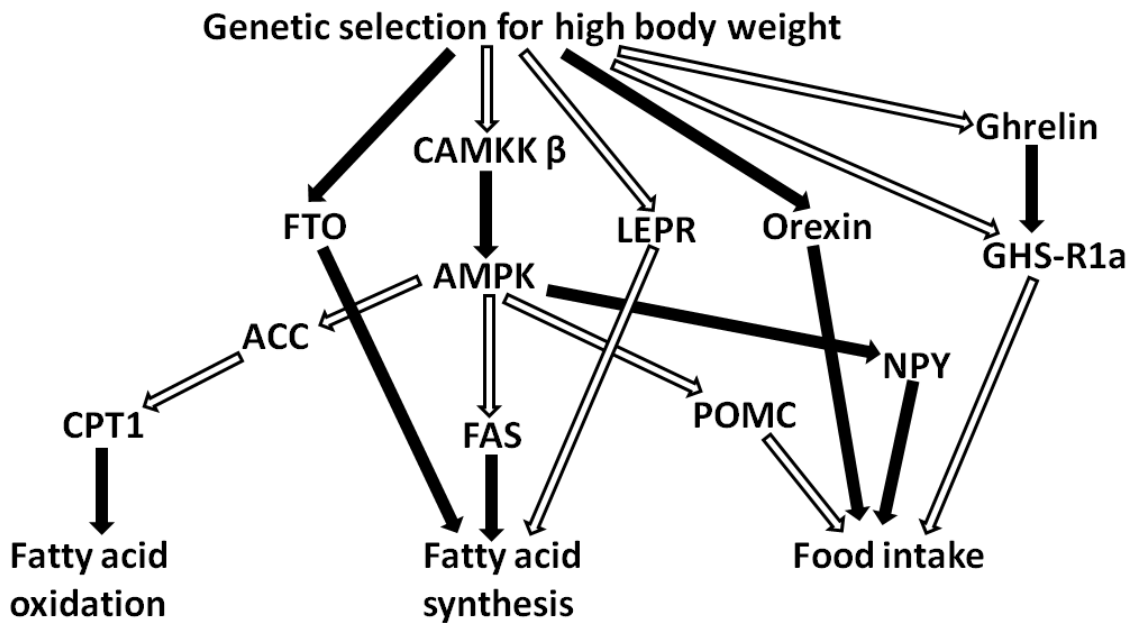 Genetic selection for high body weight
Ghrelin
CAMKK β
FTO
LEPR
Orexin
GHS-R1a
AMPK
ACC
NPY
CPT1
POMC
FAS
Fatty acid
oxidation
Fatty acid
synthesis
Food intake